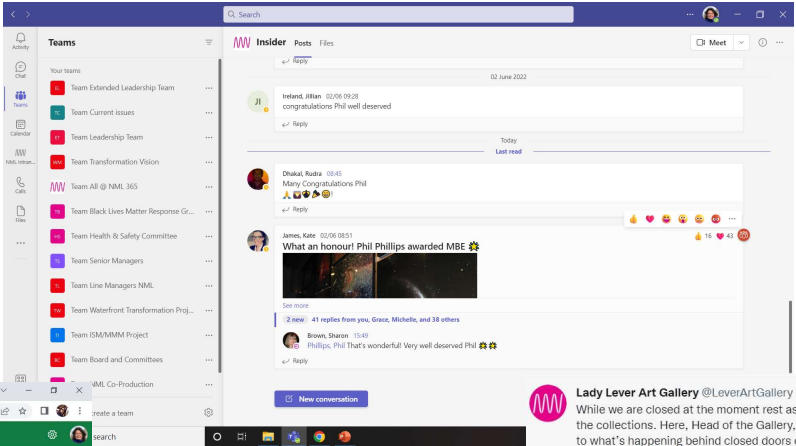 Search
Activity
Chat
Teams
Calendar
NML Intran...
Calls
Files
Teams
Your teams
EL Team Extended Leadership Team
TC Team Current issues
Team Leadership Team
Team Transformation Vision
Team All @ NML 365
TB Team Black Lives Matter Response Gr...
Team Health & Safety Committee
TS Team Senior Managers
TL Team Line Managers NML
TW Team Waterfront Transformation Proj...
Team ISM/MMM Project
Team Board and Committees
NML Co-Production
create a team
search
Insider Posts Files
Meet
Reply
02 June 2022
JI
Ireland, Jillian 02/06 09:28
congratulations Phil well deserved
Reply
Today
Last read
Dhakal, Rudra 08:45
Many Congratulations Phil
🙏 !
Reply
James, Kate 02/06 08:51
👍 16 ❤️ 43
What an honour! Phil Phillips awarded MBE
See more
2 new 41 replies from you, Grace, Michelle, and 38 others
Brown, Sharon 15:49
Phillips, Phil That's wonderful! Very well deserved Phil
Reply
New conversation
Lady Lever Art Gallery @LeverArtGallery
While we are closed at the moment rest as
the collections. Here, Head of the Gallery,
to what's happening behind closed doors